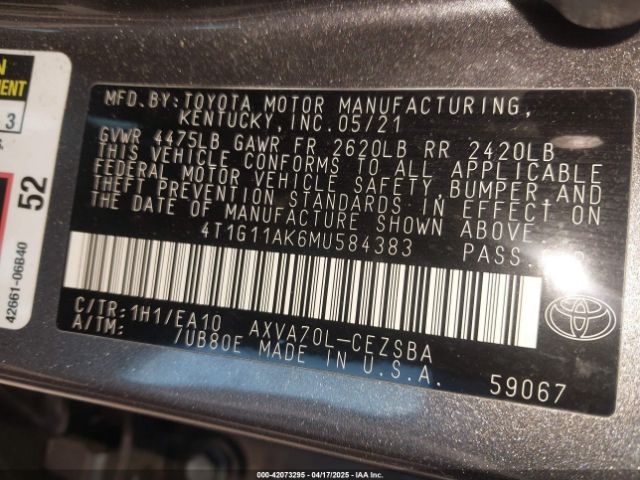 N
MENT
3
S.
52
42661-06B40
MFD.BY: TOYOTA MOTOR MANUFACTURING,
KENTUCKY, INC. 05/21
GVWR 4475LB GAWR FR 2620LB RR 2420LB
THIS VEHICLE CONFORMS TO ALL APPLICABLE
FEDERAL MOTOR VEHICLE SAFETY, BUMPER, AND
THEFT PREVENTION STANDARDS IN EFFECT ON
THE DATE OF MANUFACTURE SHOWN ABOVE.
4T1G11AK6MU584383 PASS.
C/TR: 1H1/EA10 AXVA70L-CEZSBA
A/TM: /UB80E MADE IN U.S.A.
59067
TOYOTA
000-42073295 - 04/17/2025 - IAA Inc.